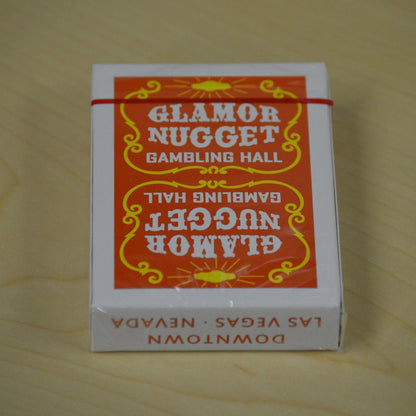 GLAMOR
NUGGET
GAMBLING HALL
GLAMOR
NUGGET
GAMBLING HALL
DOWNTOWN
LAS VEGAS · NEVADA